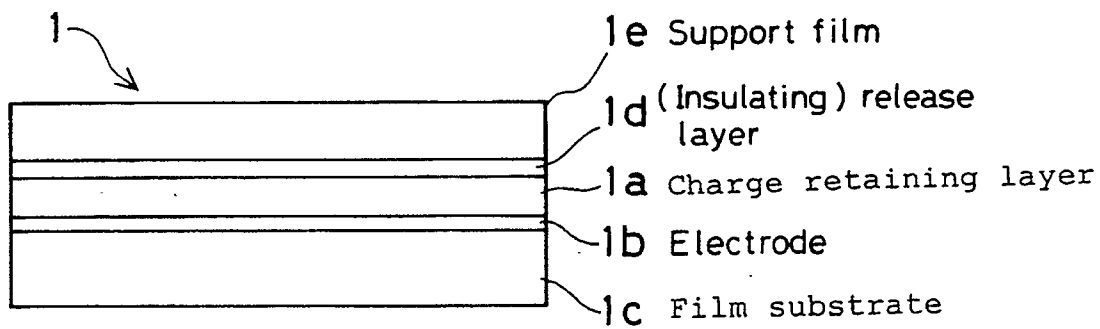 1
1e Support film
1d (Insulating) release
layer
1a Charge retaining layer
1b Electrode
1c Film substrate